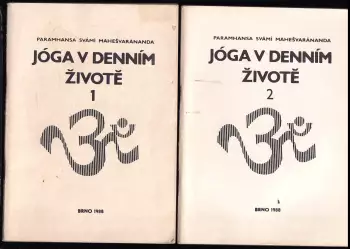 PARAMHANSA SVÁMÍ MAHEŠVARÁNANDA
JÓGA V DENNÍM
ŽIVOTĚ
1
BRNO 1988
PARAMHANSA SVÁMÍ MAHEŠVARÁNANDA
JÓGA V DENNÍM
ŽIVOTĚ
2
BRNO 1988